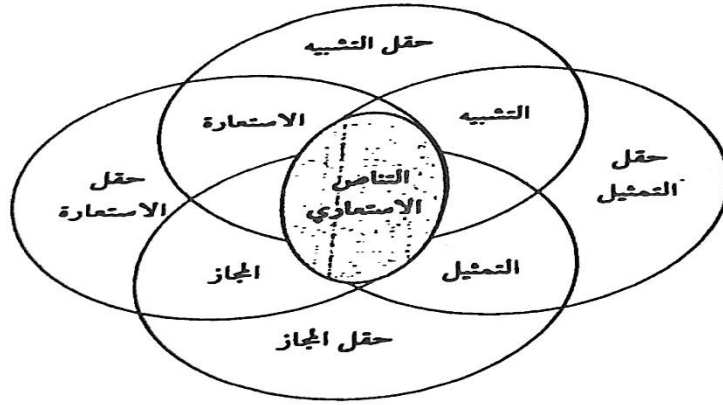 حقل التشبيه
الاستعارة
التشبيه
حقل
الاستعارة
التناص
الاستعاري
حقل
التمثيل
المجاز
التمثيل
حقل المجاز